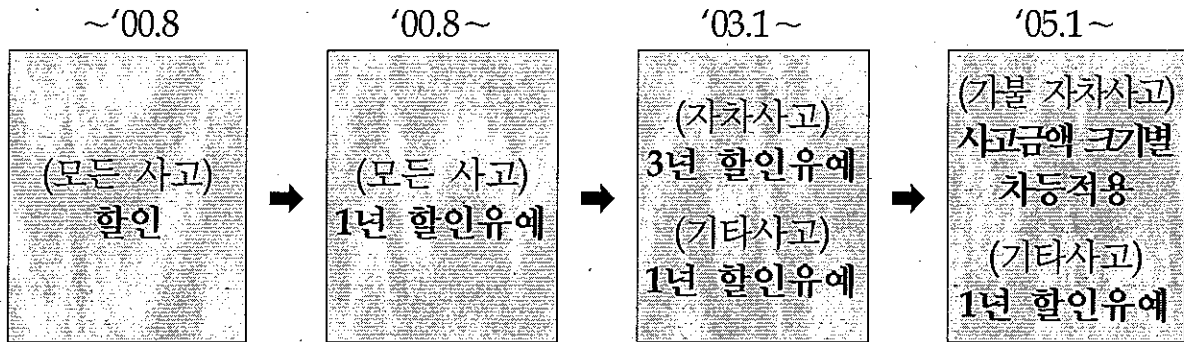 ~'00.8
(모든 사고)
할인
'00.8~
(모든 사고)
1년 할인유예
'03.1~
(자차사고)
3년 할인유예
(기타사고)
1년 할인유예
'05.1~
(가불 자차사고)
사고금액 크기별
차등적용
(기타사고)
1년 할인유예